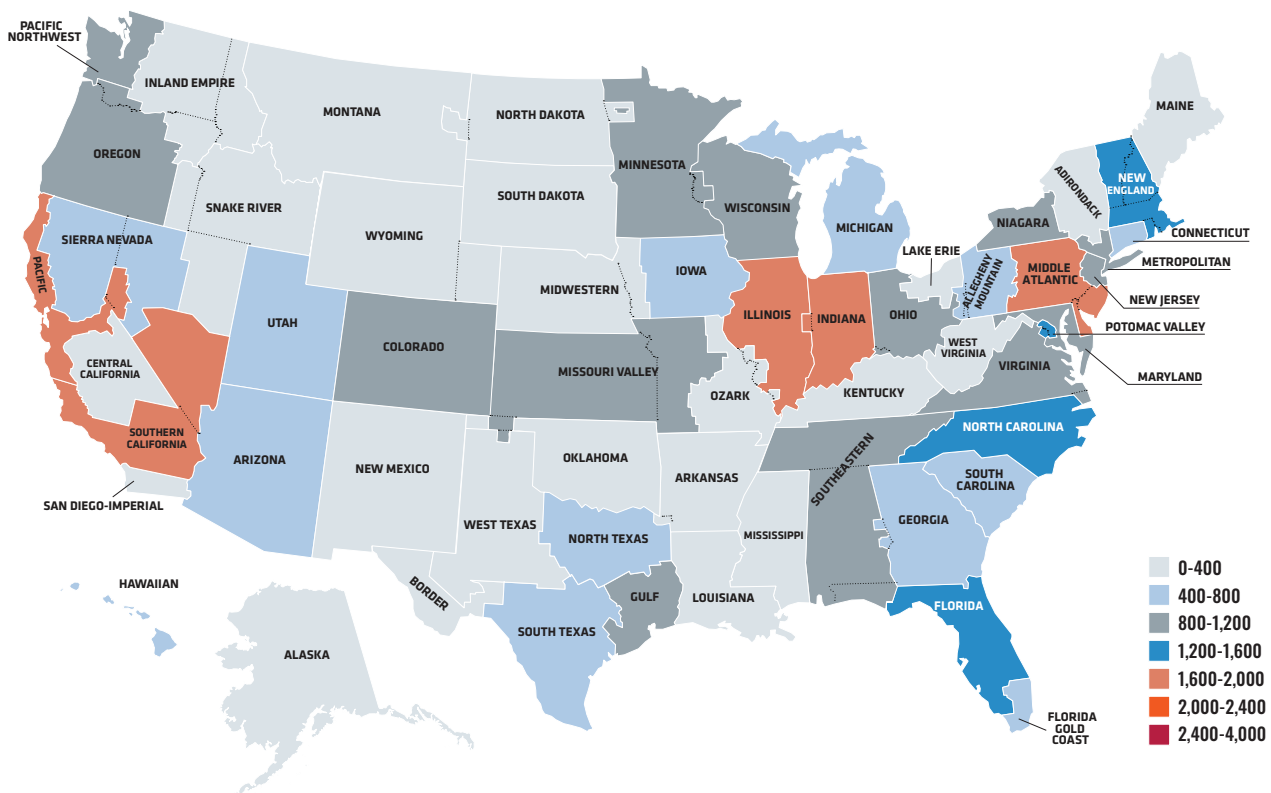 PACIFIC
NORTHWEST
INLAND EMPIRE
MONTANA
NORTH DAKOTA
MAINE
OREGON
MINNESOTA
ADIRONDACK
NEW
ENGLAND
SOUTH DAKOTA
SNAKE RIVER
WISCONSIN
NIAGARA
MICHIGAN
CONNECTICUT
SIERRA NEVADA
WYOMING
LAKE ERIE
METROPOLITAN
PACIFIC
IOWA
ALLEGHENY
MOUNTAIN
MIDDLE
ATLANTIC
MIDWESTERN
NEW JERSEY
UTAH
ILLINOIS
INDIANA
OHIO
POTOMAC VALLEY
COLORADO
WEST
VIRGINIA
CENTRAL
CALIFORNIA
MISSOURI VALLEY
VIRGINIA
MARYLAND
OZARK
KENTUCKY
SOUTHERN
CALIFORNIA
NORTH CAROLINA
ARIZONA
NEW MEXICO
OKLAHOMA
SOUTHEASTERN
SOUTH
CAROLINA
ARKANSAS
SAN DIEGO-IMPERIAL
WEST TEXAS
NORTH TEXAS
MISSISSIPPI
GEORGIA
HAWAIIAN
BORDER
GULF
LOUISIANA
FLORIDA
SOUTH TEXAS
ALASKA
FLORIDA
GOLD
COAST
0-400
400-800
800-1,200
1,200-1,600
1,600-2,000
2,000-2,400
2,400-4,000